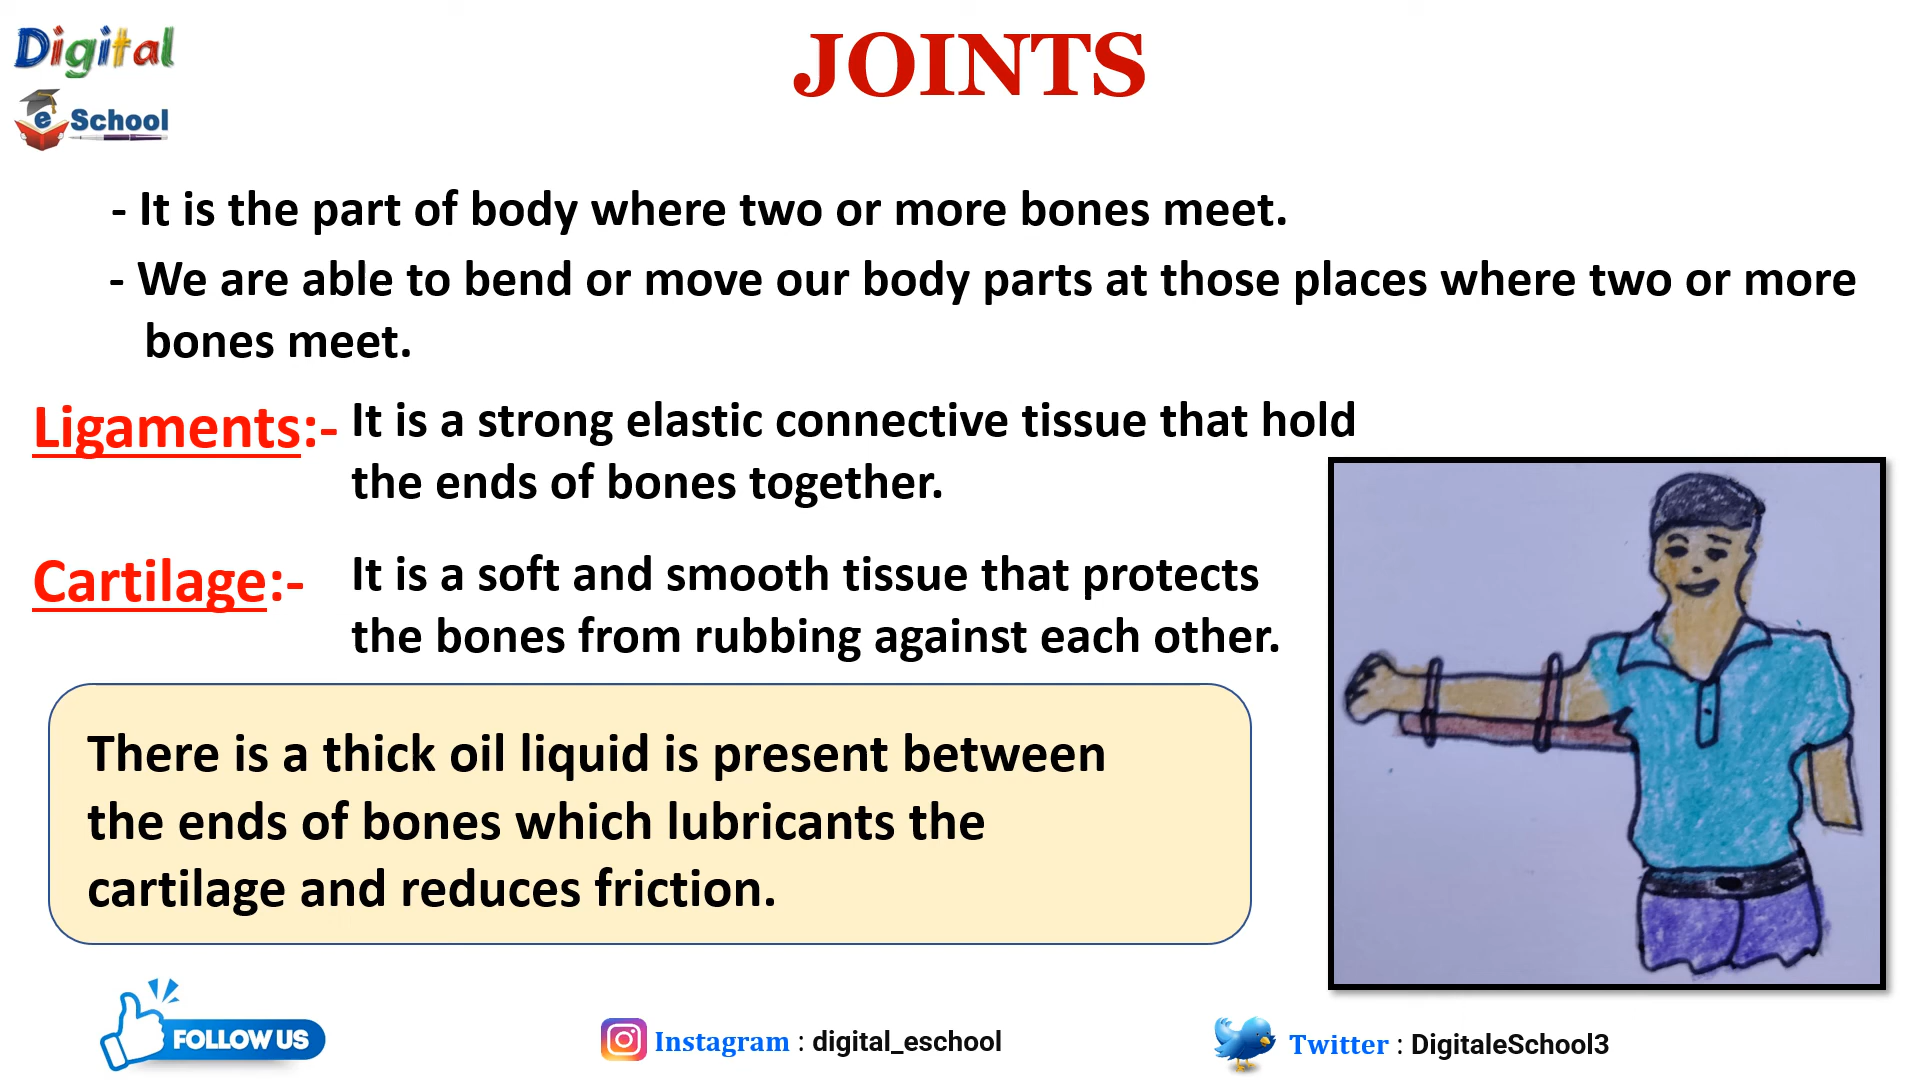 Digital
e School
JOINTS
- It is the part of body where two or more bones meet.
- We are able to bend or move our body parts at those places where two or more
bones meet.
Ligaments:- It is a strong elastic connective tissue that hold
the ends of bones together.
Cartilage:- It is a soft and smooth tissue that protects
the bones from rubbing against each other.
There is a thick oil liquid is present between
the ends of bones which lubricants the
cartilage and reduces friction.
FOLLOW US
Instagram : digital_eschool
Twitter : DigitaleSchool3